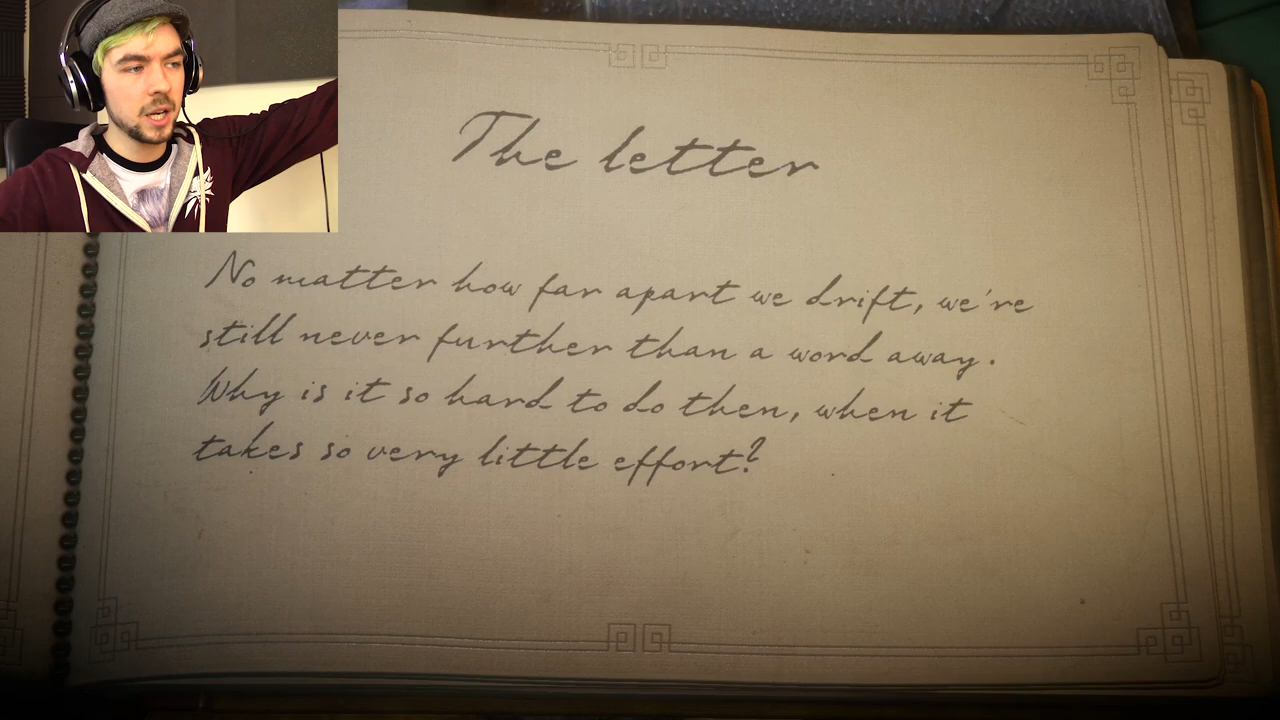 The letter
No matter how far apart we drift, we're
still never further than a word away.
Why is it so hard to do then, when it
takes so very little effort?